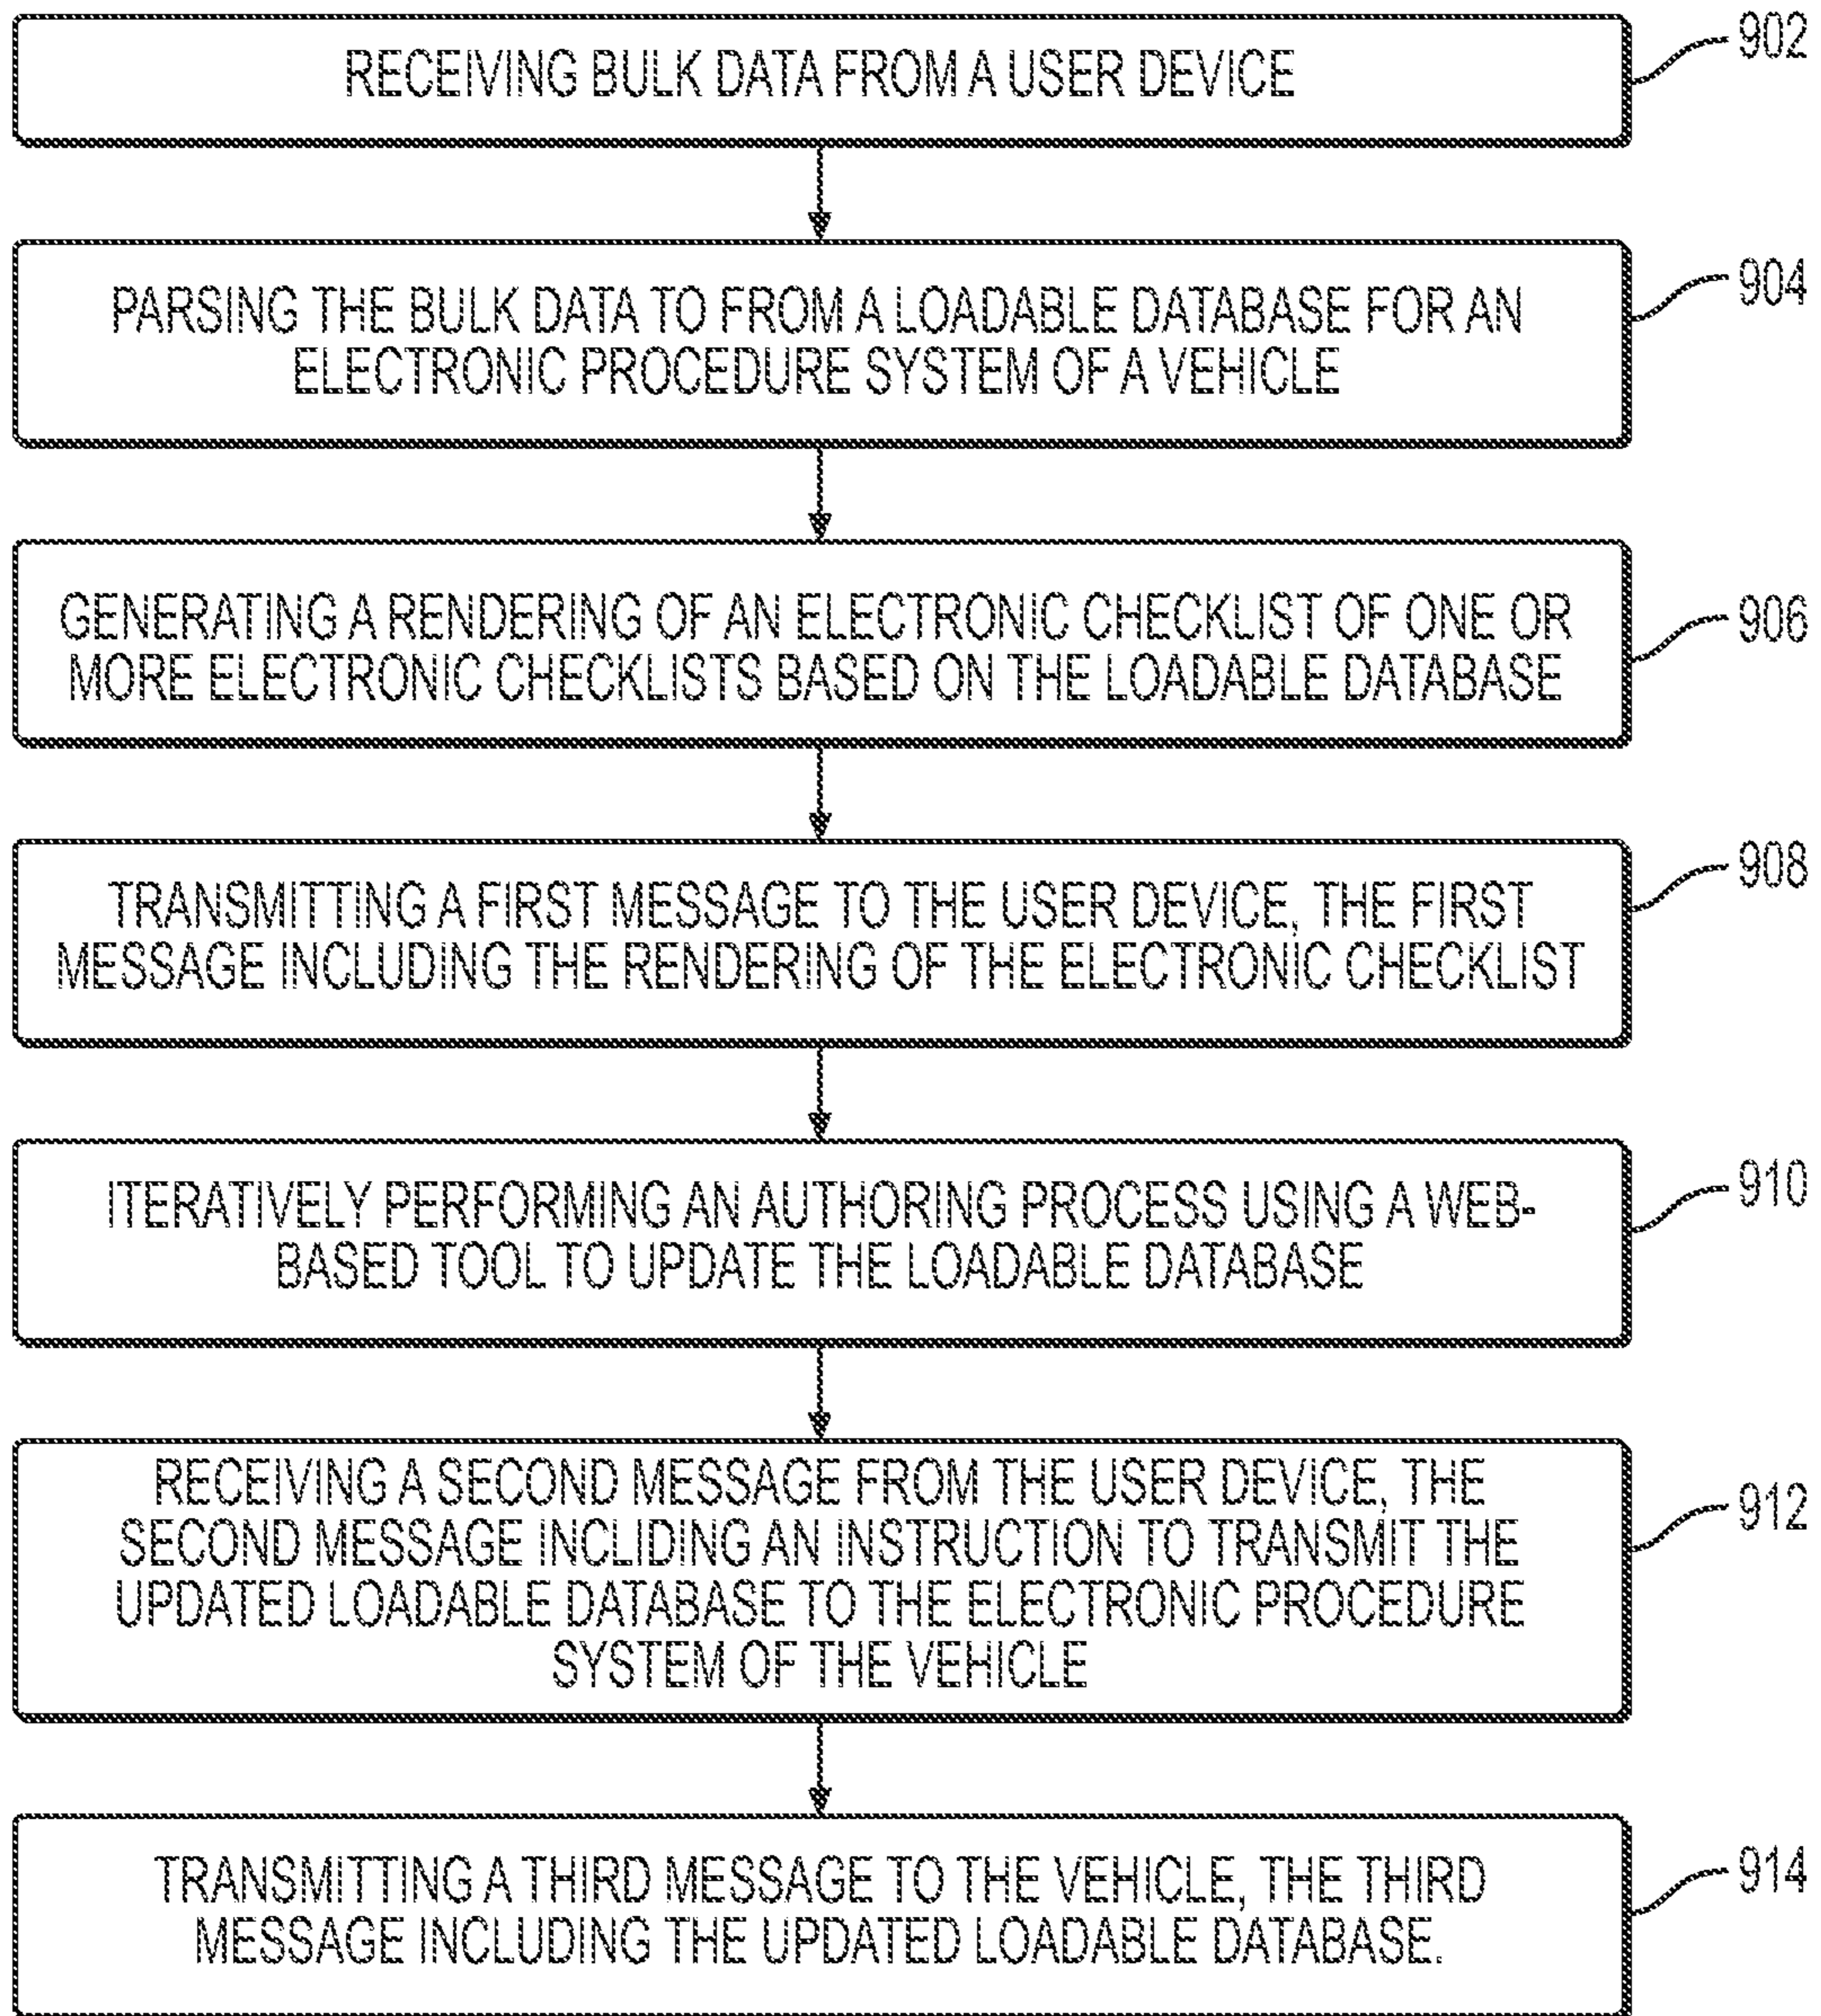 RECEIVING BULK DATA FROM A USER DEVICE
902
PARSING THE BULK DATA TO FROM A LOADABLE DATABASE FOR AN
ELECTRONIC PROCEDURE SYSTEM OF A VEHICLE
904
GENERATING A RENDERING OF AN ELECTRONIC CHECKLIST OF ONE OR
MORE ELECTRONIC CHECKLISTS BASED ON THE LOADABLE DATABASE
906
TRANSMITTING A FIRST MESSAGE TO THE USER DEVICE, THE FIRST
MESSAGE INCLUDING THE RENDERING OF THE ELECTRONIC CHECKLIST
908
ITERATIVELY PERFORMING AN AUTHORING PROCESS USING A WEB-
BASED TOOL TO UPDATE THE LOADABLE DATABASE
910
RECEIVING A SECOND MESSAGE FROM THE USER DEVICE, THE
SECOND MESSAGE INCLIDING AN INSTRUCTION TO TRANSMIT THE
UPDATED LOADABLE DATABASE TO THE ELECTRONIC PROCEDURE
SYSTEM OF THE VEHICLE
912
TRANSMITTING A THIRD MESSAGE TO THE VEHICLE, THE THIRD
MESSAGE INCLUDING THE UPDATED LOADABLE DATABASE.
914